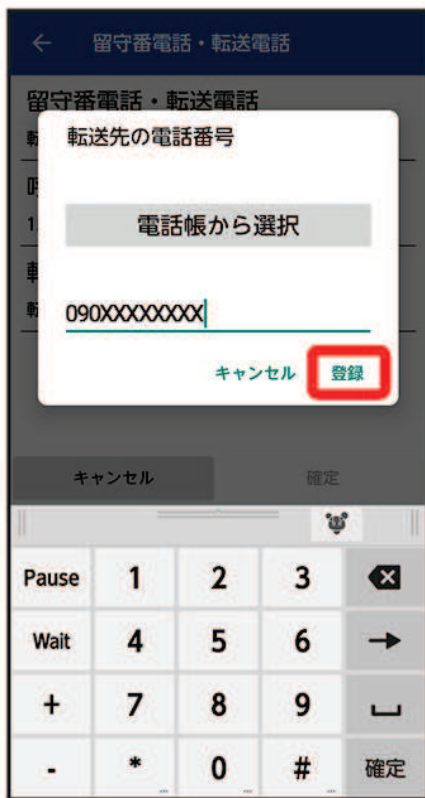 ← 留守番電話・転送電話
留守番電話・転送電話
転送先の電話番号
電話帳から選択
090XXXXXXXX
キャンセル 登録
キャンセル 確定
Pause 1 2 3
Wait 4 5 6 →
+ 7 8 9
- * 0 # 確定